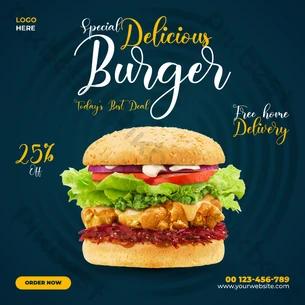 LOGO
HERE
Special
Delicious
Burger
Today's Best Deal
Free home
Delivery
25%
Off
ORDER NOW
00 123-456-789
www.yourwebsite.com